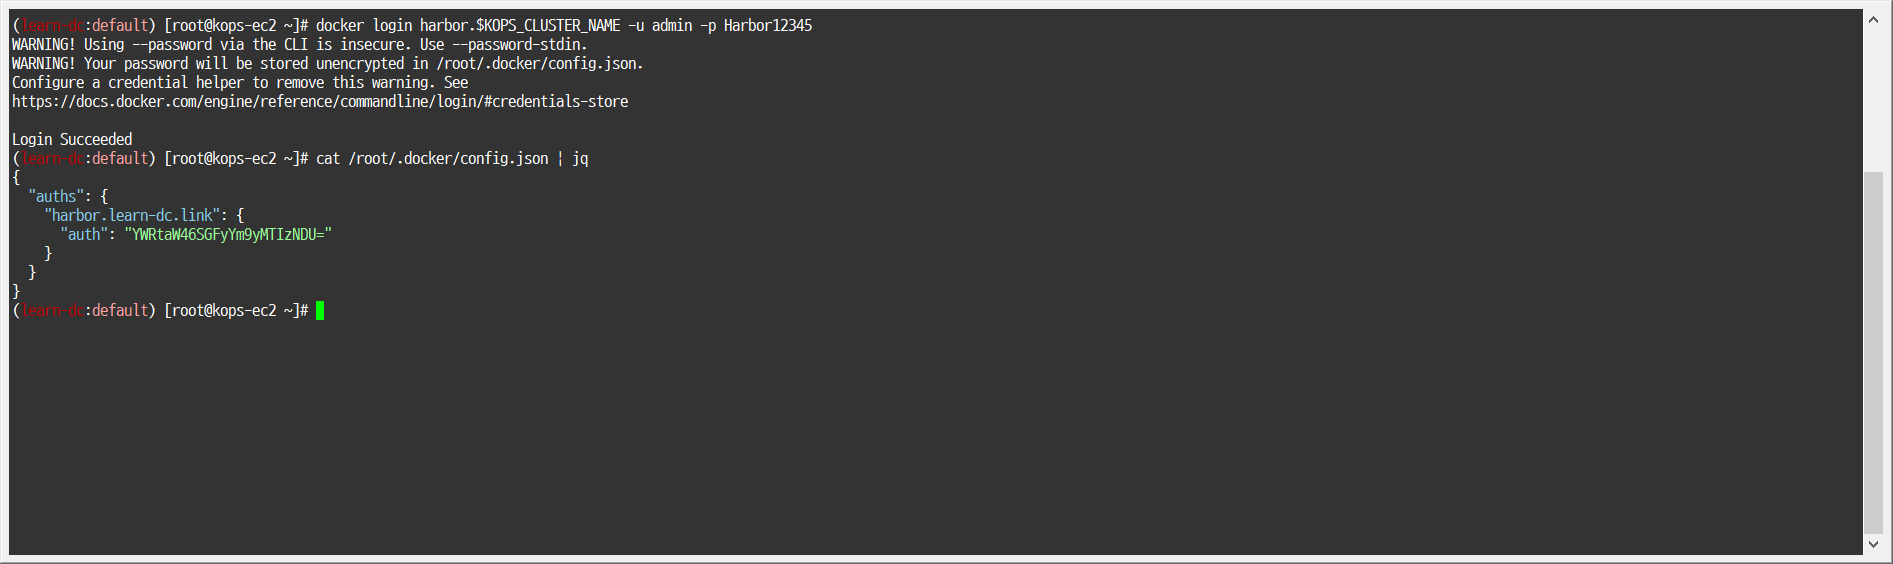 (learn-dc:default) [root@kops-ec2 ~]# docker login harbor.$KOPS_CLUSTER_NAME -u admin -p Harbor12345
WARNING! Using --password via the CLI is insecure. Use --password-stdin.
WARNING! Your password will be stored unencrypted in /root/.docker/config.json.
Configure a credential helper to remove this warning. See
https://docs.docker.com/engine/reference/commandline/login/#credentials-store

Login Succeeded
(learn-dc:default) [root@kops-ec2 ~]# cat /root/.docker/config.json | jq
{
  "auths": {
    "harbor.learn-dc.link": {
      "auth": "YWRtaW46SGFyYm9yMTIzNDU="
    }
  }
}
(learn-dc:default) [root@kops-ec2 ~]#